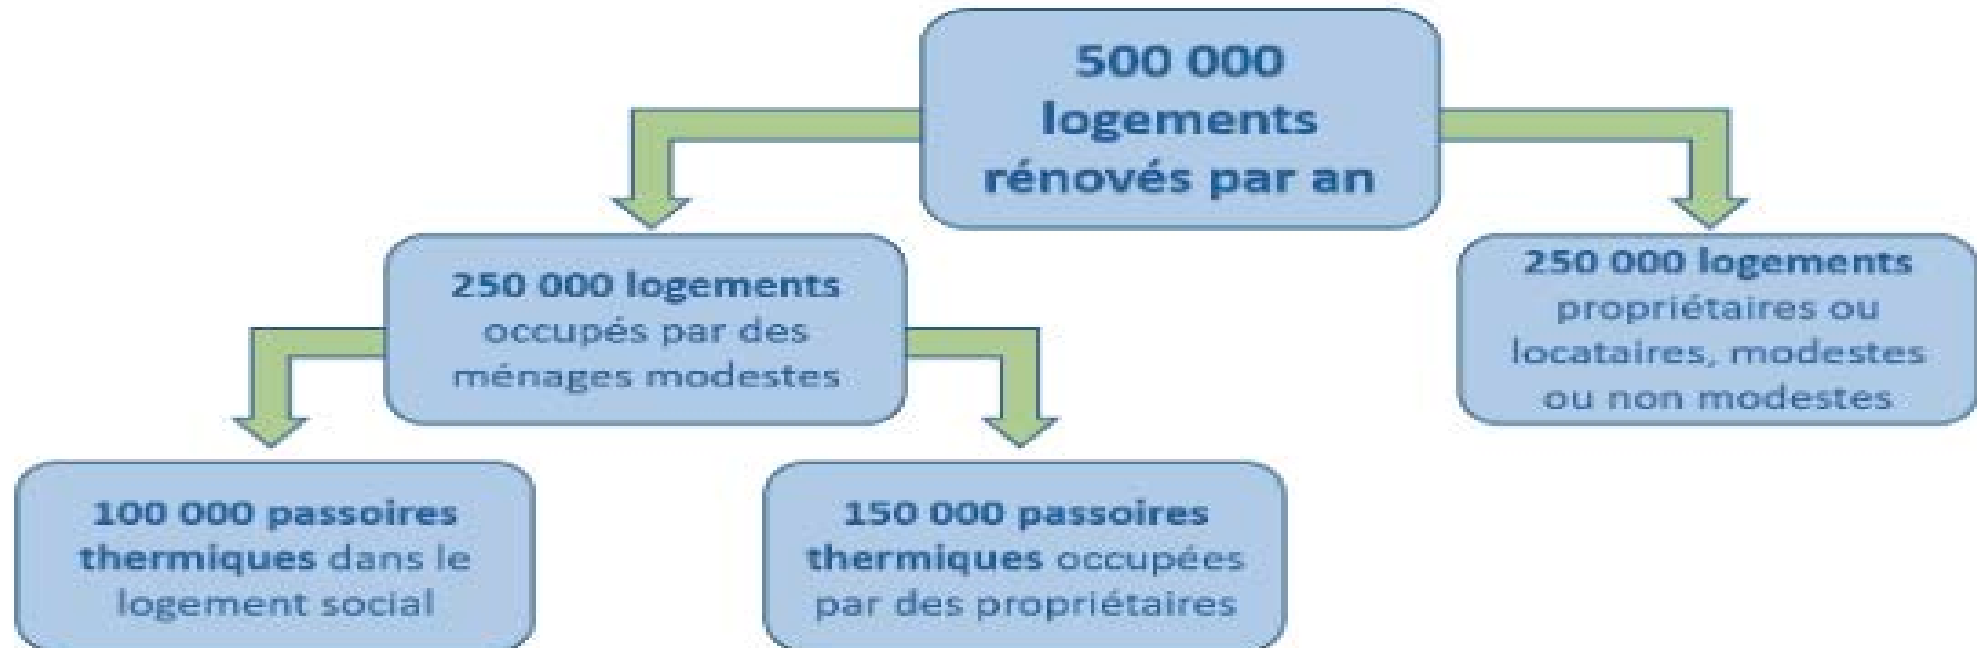 500 000
logements
rénovés par an
250 000 logements
occupés par des
ménages modestes
250 000 logements
propriétaires ou
locataires, modestes
ou non modestes
100 000 passoires
thermiques dans le
logement social
150 000 passoires
thermiques occupées
par des propriétaires